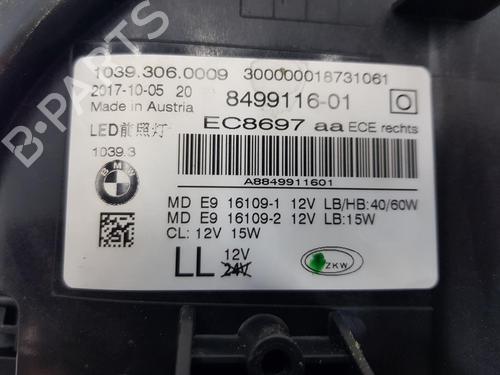 1039.306.0009 300000018731061
2017-10-05 20 8499116-01
Made in Austria
EC8697 aa ECE rechts
LED前照灯
1039.3
BMW
A8849911601
MD E9 16109-1 12V LB/HB:40/60W
MD E9 16109-2 12V LB:15W
CL: 12V 15W
LL 12V
24V
ZKW
B-PARTS